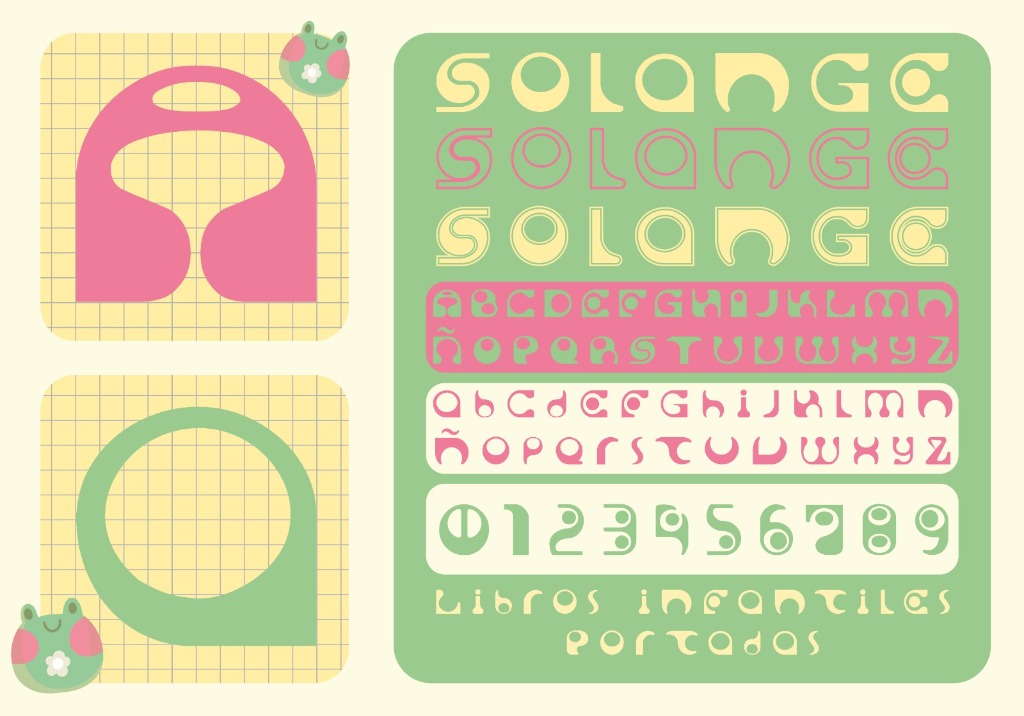 A
a
Solange
Solange
Solange
ABCDEFGHIJKLMN
ÑOPQRSTUVWXYZ
abcdefghijklmn
ñopqrstuvwxyz
0123456789
Libros infantiles
Portadas